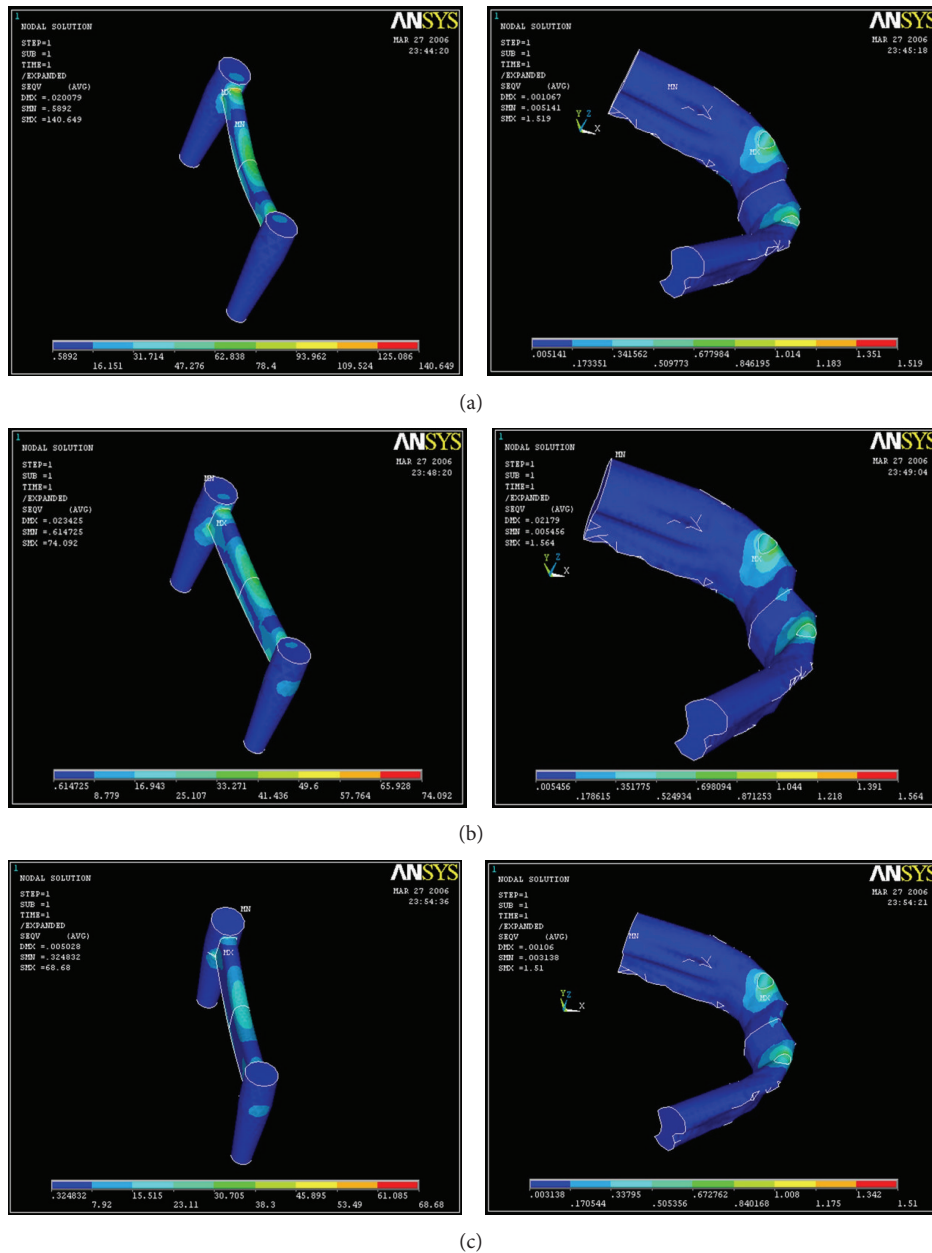 1
ANSYS
NODAL SOLUTION
MAR 27 2006
23:44:20
STEP=1
SUB =1
TIME=1
/EXPANDED
SEQV (AVG)
DMX =.020079
SMN =.5892
SMX =140.649
MX
MN
.5892 31.714 62.838 93.962 125.086
16.151 47.276 78.4 109.524 140.649
1
ANSYS
NODAL SOLUTION
MAR 27 2006
23:45:18
STEP=1
SUB =1
TIME=1
/EXPANDED
SEQV (AVG)
DMX =.001067
SMN =.005141
SMX =1.519
MN
Y Z
X
MX
.005141 .341562 .677984 1.014 1.351
.173351 .509773 .846195 1.183 1.519
(a)
1
ANSYS
NODAL SOLUTION
MAR 27 2006
23:48:20
STEP=1
SUB =1
TIME=1
/EXPANDED
SEQV (AVG)
DMX =.023425
SMN =.614725
SMX =74.092
MN
MX
.614725 16.943 33.271 49.6 65.928
8.779 25.107 41.436 57.764 74.092
1
ANSYS
NODAL SOLUTION
MAR 27 2006
23:49:04
STEP=1
SUB =1
TIME=1
/EXPANDED
SEQV (AVG)
DMX =.02179
SMN =.005456
SMX =1.564
MN
MX
Y Z
X
.005456 .351775 .698094 1.044 1.391
.178615 .524934 .871253 1.218 1.564
(b)
1
ANSYS
NODAL SOLUTION
MAR 27 2006
23:54:36
STEP=1
SUB =1
TIME=1
/EXPANDED
SEQV (AVG)
DMX =.005028
SMN =.324832
SMX =68.68
MN
MX
.324832 15.515 30.705 45.895 61.085
7.92 23.11 38.3 53.49 68.68
1
ANSYS
NODAL SOLUTION
MAR 27 2006
23:54:21
STEP=1
SUB =1
TIME=1
/EXPANDED
SEQV (AVG)
DMX =.00106
SMN =.003138
SMX =1.51
MN
MX
Y Z
X
.003138 .33795 .672762 1.008 1.342
.170544 .505356 .840168 1.175 1.51
(c)